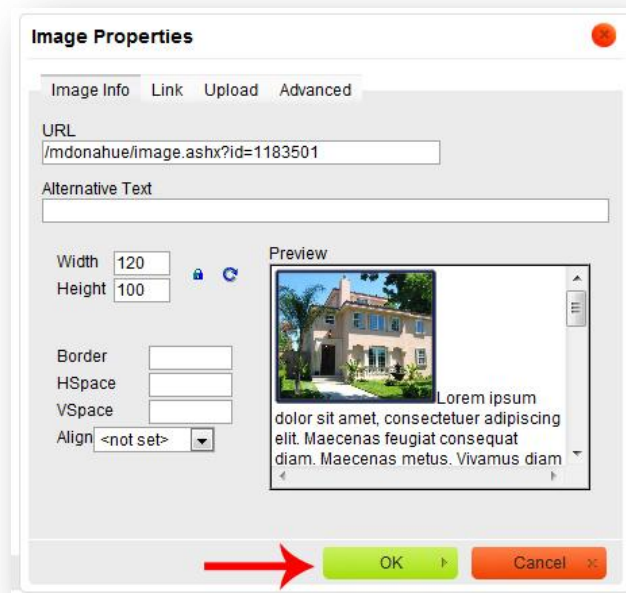 Image Properties
Image Info Link Upload Advanced
URL
/mdonahue/image.ashx?id=1183501
Alternative Text
Width 120
Height 100
Border
HSpace
VSpace
Align <not set>
Preview
Lorem ipsum
dolor sit amet, consectetuer adipiscing
elit. Maecenas feugiat consequat
diam. Maecenas metus. Vivamus diam
OK Cancel